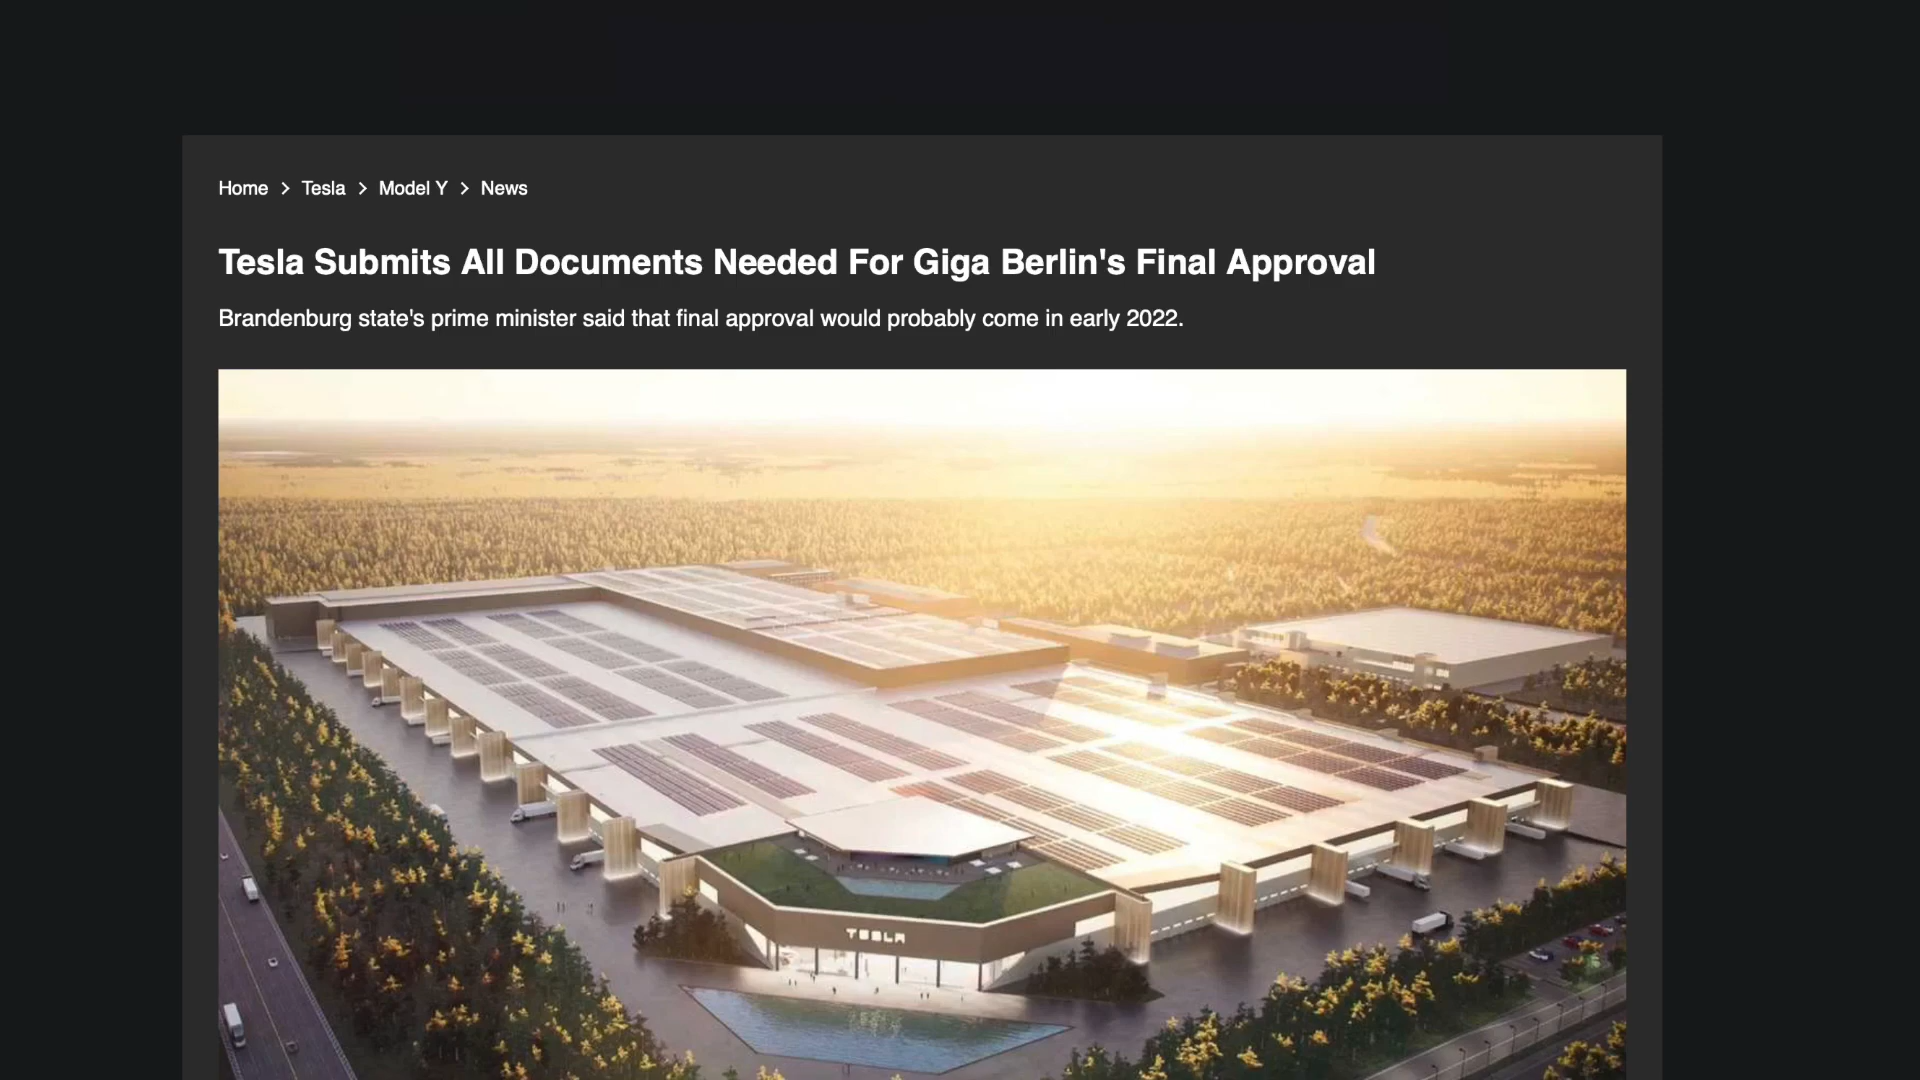 Home > Tesla > Model Y > News
Tesla Submits All Documents Needed For Giga Berlin's Final Approval
Brandenburg state's prime minister said that final approval would probably come in early 2022.
TESLA